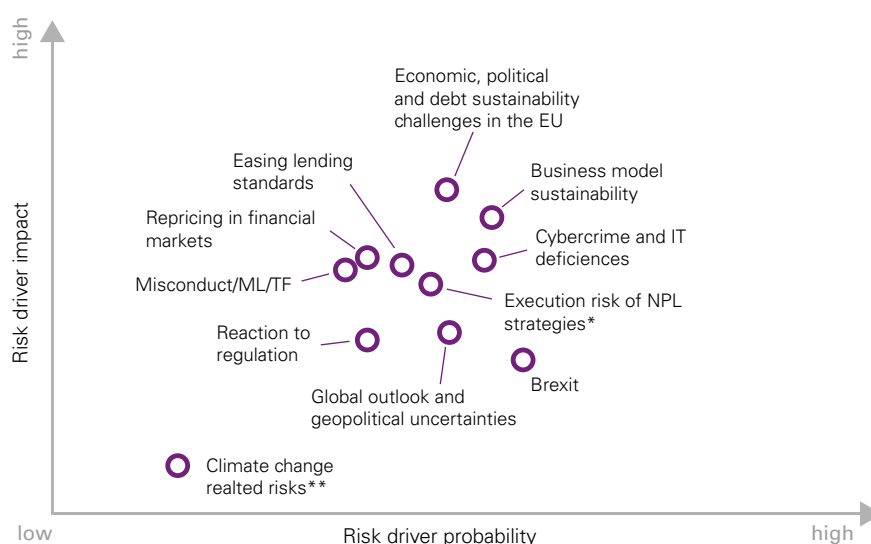 high
Economic, political
and debt sustainability
challenges in the EU
Easing lending
standards
Business model
sustainability
Repricing in financial
markets
Cybercrime and IT
deficiences
Misconduct/ML/TF
Execution risk of NPL
strategies*
Reaction to
regulation
Brexit
Global outlook and
geopolitical uncertainties
Climate change
realted risks**
Risk driver impact
low
Risk driver probability
high